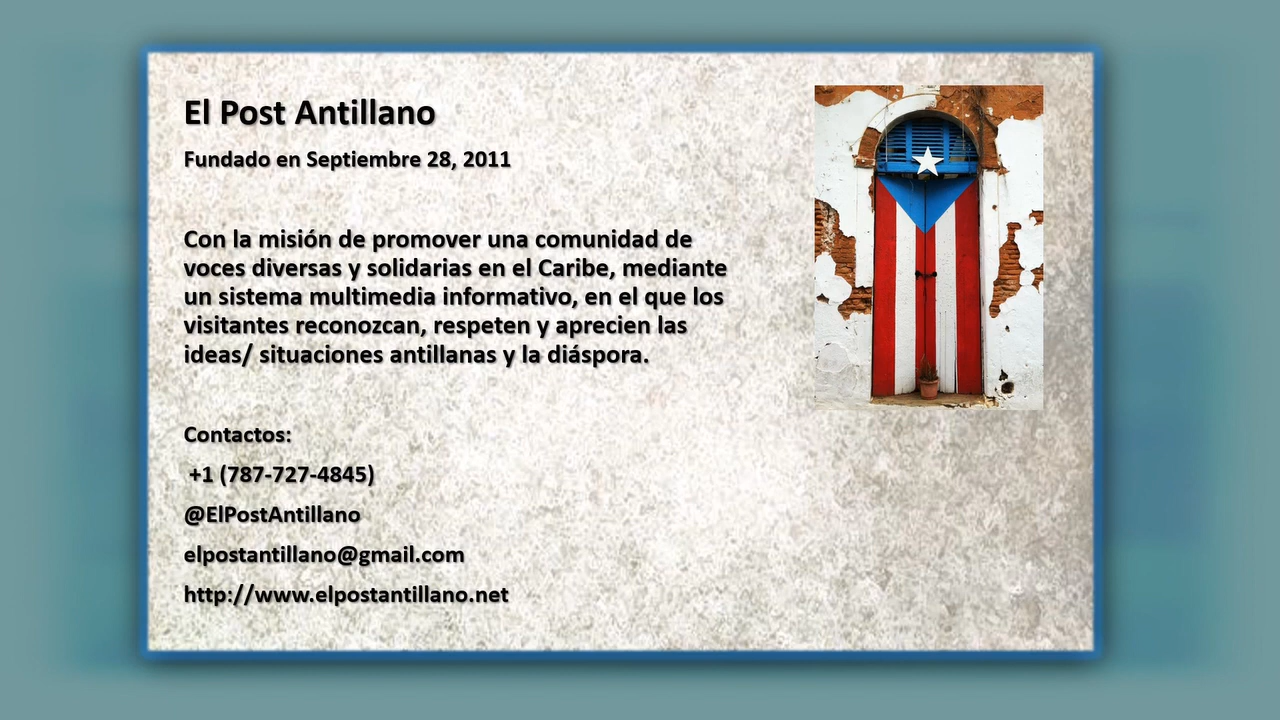 El Post Antillano
Fundado en Septiembre 28, 2011
Con la misión de promover una comunidad de
voces diversas y solidarias en el Caribe, mediante
un sistema multimedia informativo, en el que los
visitantes reconozcan, respeten y aprecien las
ideas/ situaciones antillanas y la diáspora.
Contactos:
+1 (787-727-4845)
@ElPostAntillano
elpostantillano@gmail.com
http://www.elpostantillano.net